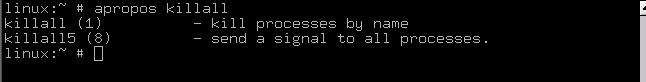 linux:~ # apropos killall
killall (1)          - kill processes by name
killall5 (8)         - send a signal to all processes.
linux:~ #